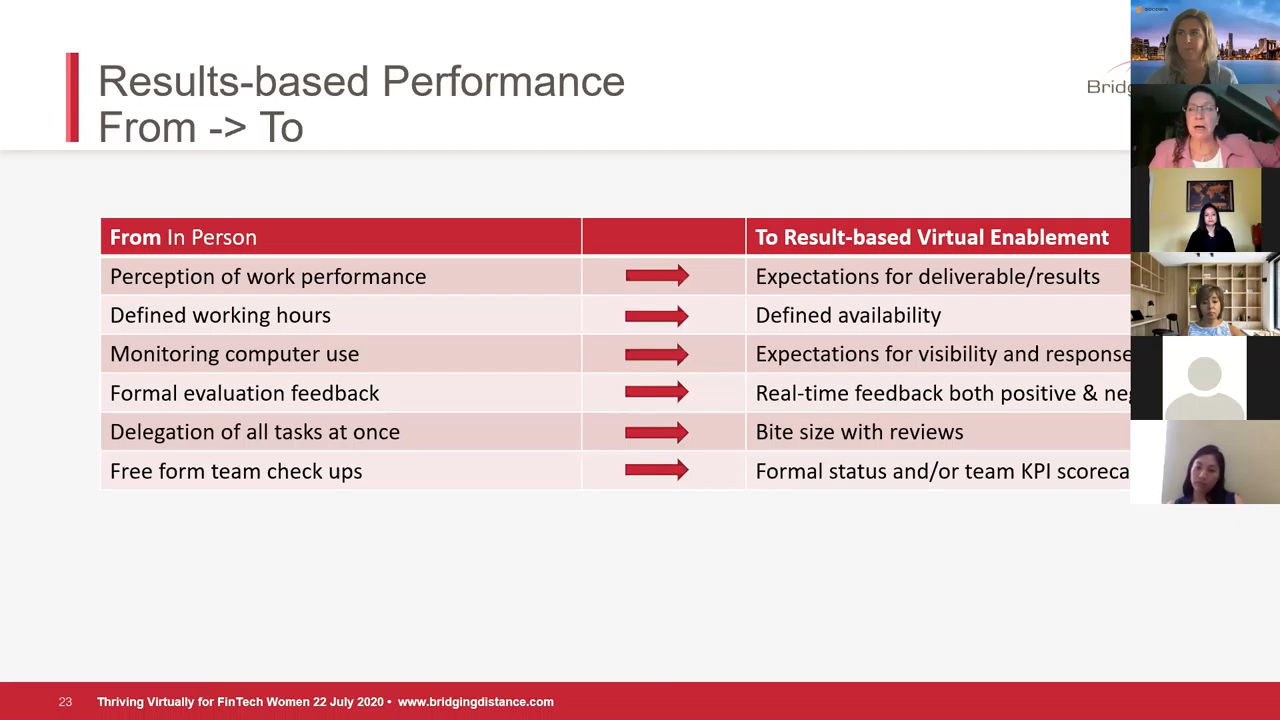 Results-based Performance
From -> To
From In Person
To Result-based Virtual Enablement
Perception of work performance
Expectations for deliverable/results
Defined working hours
Defined availability
Monitoring computer use
Expectations for visibility and response
Formal evaluation feedback
Real-time feedback both positive &
Delegation of all tasks at once
Bite size with reviews
Free form team check ups
Formal status and/or team KPI
23
Thriving Virtually for FinTech Women 22 July 2020 • www.bridgingdistance.com